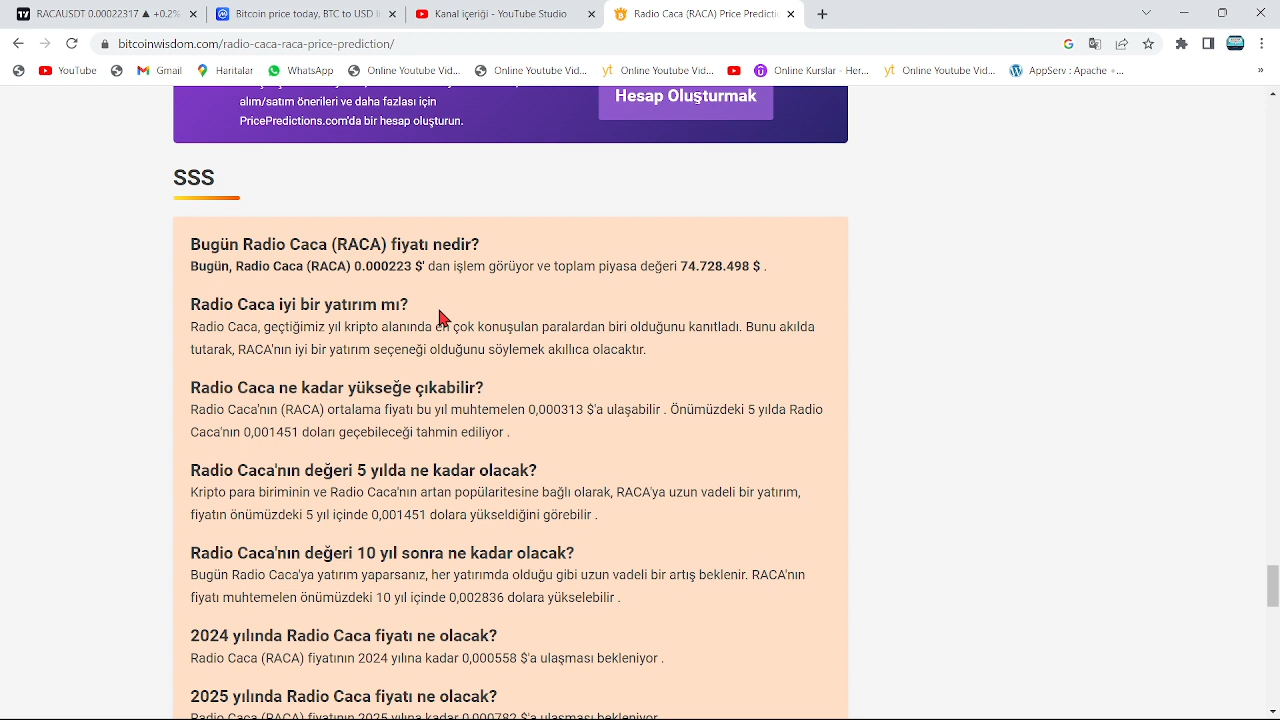 RACAUSDT 0.00022317 ▲ +0.2%
Bitcoin price today, BTC to USD li
Kanal içeriği - YouTube Studio
Radio Caca (RACA) Price Predictio
bitcoinwisdom.com/radio-caca-raca-price-prediction/
YouTube
Gmail
Haritalar
WhatsApp
Online Youtube Vid...
Online Youtube Vid...
Online Youtube Vid...
Online Kurslar - Her...
Online Youtube Vid...
AppServ : Apache +...
alım/satım önerileri ve daha fazlası için
PricePredictions.com'da bir hesap oluşturun.
Hesap Oluşturmak
SSS
Bugün Radio Caca (RACA) fiyatı nedir?
Bugün, Radio Caca (RACA) 0.000223 $' dan işlem görüyor ve toplam piyasa değeri 74.728.498 $ .
Radio Caca iyi bir yatırım mı?
Radio Caca, geçtiğimiz yıl kripto alanında en çok konuşulan paralardan biri olduğunu kanıtladı. Bunu akılda
tutarak, RACA'nın iyi bir yatırım seçeneği olduğunu söylemek akıllıca olacaktır.
Radio Caca ne kadar yükseğe çıkabilir?
Radio Caca'nın (RACA) ortalama fiyatı bu yıl muhtemelen 0,000313 $'a ulaşabilir . Önümüzdeki 5 yılda Radio
Caca'nın 0,001451 doları geçebileceği tahmin ediliyor .
Radio Caca'nın değeri 5 yılda ne kadar olacak?
Kripto para biriminin ve Radio Caca'nın artan popülaritesine bağlı olarak, RACA'ya uzun vadeli bir yatırım,
fiyatın önümüzdeki 5 yıl içinde 0,001451 dolara yükseldiğini görebilir .
Radio Caca'nın değeri 10 yıl sonra ne kadar olacak?
Bugün Radio Caca'ya yatırım yaparsanız, her yatırımda olduğu gibi uzun vadeli bir artış beklenir. RACA'nın
fiyatı muhtemelen önümüzdeki 10 yıl içinde 0,002836 dolara yükselebilir .
2024 yılında Radio Caca fiyatı ne olacak?
Radio Caca (RACA) fiyatının 2024 yılına kadar 0,000558 $'a ulaşması bekleniyor .
2025 yılında Radio Caca fiyatı ne olacak?
Radio Caca (RACA) fiyatının 2025 yılına kadar 0,000782 $'a ulaşması bekleniyor